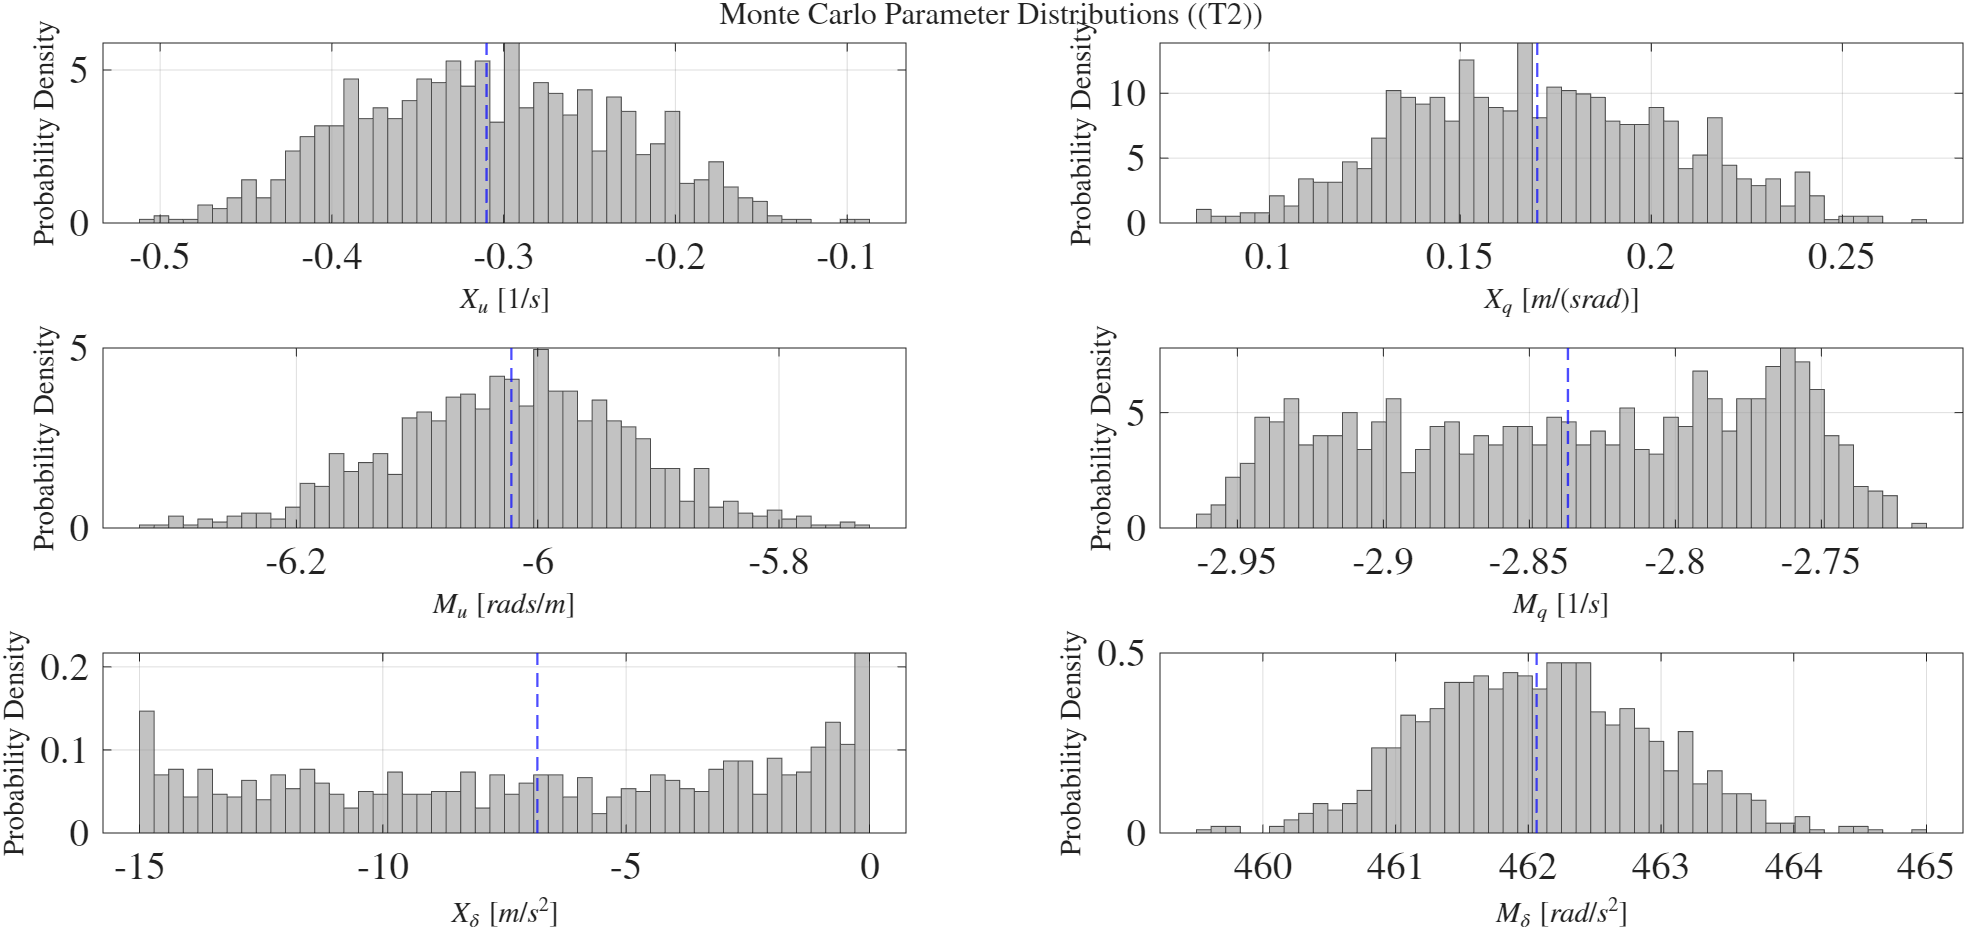 Monte Carlo Parameter Distributions ((T2))
Probability Density
5
0
-0.5 -0.4 -0.3 -0.2 -0.1
X_u [1/s]
Probability Density
10
5
0
0.1 0.15 0.2 0.25
X_q [m/(srad)]
Probability Density
5
0
-6.2 -6 -5.8
M_u [rads/m]
Probability Density
5
0
-2.95 -2.9 -2.85 -2.8 -2.75
M_q [1/s]
Probability Density
0.2
0.1
0
-15 -10 -5 0
X_δ [m/s²]
Probability Density
0.5
0
460 461 462 463 464 465
M_δ [rad/s²]